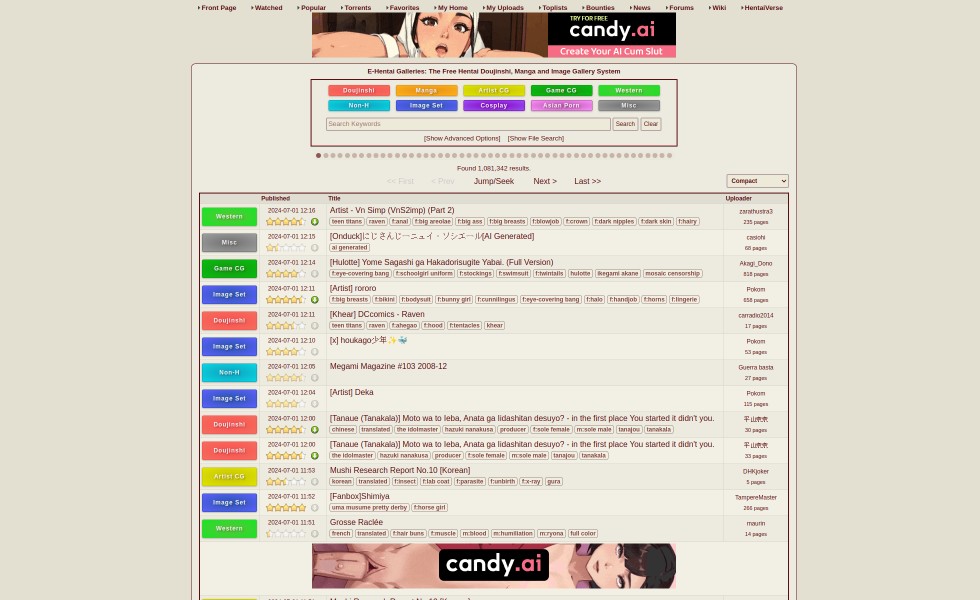 Front Page Watched Popular Torrents Favorites My Home My Uploads Toplists Bounties News Forums Wiki HentaiVerse
TRY FOR FREE
candy.ai
Create Your AI Cum Slut
E-Hentai Galleries: The Free Hentai Doujinshi, Manga and Image Gallery System
Doujinshi Manga Artist CG Game CG Western
Non-H Image Set Cosplay Asian Porn Misc
Search Keywords Search Clear
[Show Advanced Options] [Show File Search]
Found 1,081,342 results.
<< First < Prev Jump/Seek Next > Last >> Compact
Published Title Uploader
Western 2024-07-01 12:16 Artist - Vn Simp (VnS2imp) (Part 2) zarathustra3
teen titans raven f:anal f:big areolae f:big ass f:big breasts f:blowjob f:crown f:dark nipples f:dark skin f:hairy 235 pages
Misc 2024-07-01 12:15 [Onduck]にじさんじーニュイ・ソシエール[AI Generated] casiohi
ai generated 68 pages
Game CG 2024-07-01 12:14 [Hulotte] Yome Sagashi ga Hakadorisugite Yabai. (Full Version) Akagi_Dono
f:eye-covering bang f:schoolgirl uniform f:stockings f:swimsuit f:twintails hulotte ikegami akane mosaic censorship 818 pages
Image Set 2024-07-01 12:11 [Artist] rororo Pokom
f:big breasts f:bikini f:bodysuit f:bunny girl f:cunnilingus f:eye-covering bang f:halo f:handjob f:horns f:lingerie 658 pages
Doujinshi 2024-07-01 12:11 [Khear] DCcomics - Raven carradio2014
teen titans raven f:ahegao f:hood f:tentacles khear 17 pages
Image Set 2024-07-01 12:10 [x] houkago少年✨🐳 Pokom
53 pages
Non-H 2024-07-01 12:05 Megami Magazine #103 2008-12 Guerra basta
27 pages
Image Set 2024-07-01 12:04 [Artist] Deka Pokom
115 pages
Doujinshi 2024-07-01 12:00 [Tanaue (Tanakala)] Moto wa to Ieba, Anata ga Iidashitan desuyo? - in the first place You started it didn't you.
chinese translated the idolmaster hazuki nanakusa producer f:sole female m:sole male tanajou tanakala 30 pages
Doujinshi 2024-07-01 12:00 [Tanaue (Tanakala)] Moto wa to Ieba, Anata ga Iidashitan desuyo? - in the first place You started it didn't you.
the idolmaster hazuki nanakusa producer f:sole female m:sole male tanajou tanakala 33 pages
Artist CG 2024-07-01 11:53 Mushi Research Report No.10 [Korean] DHKjoker
korean translated f:insect f:lab coat f:parasite f:unbirth f:x-ray gura 5 pages
Image Set 2024-07-01 11:52 [Fanbox]Shimiya TampereMaster
uma musume pretty derby f:horse girl 266 pages
Western 2024-07-01 11:51 Grosse Raclée maurin
french translated f:hair buns f:muscle m:blood m:humiliation m:ryona full color 14 pages
candy.ai